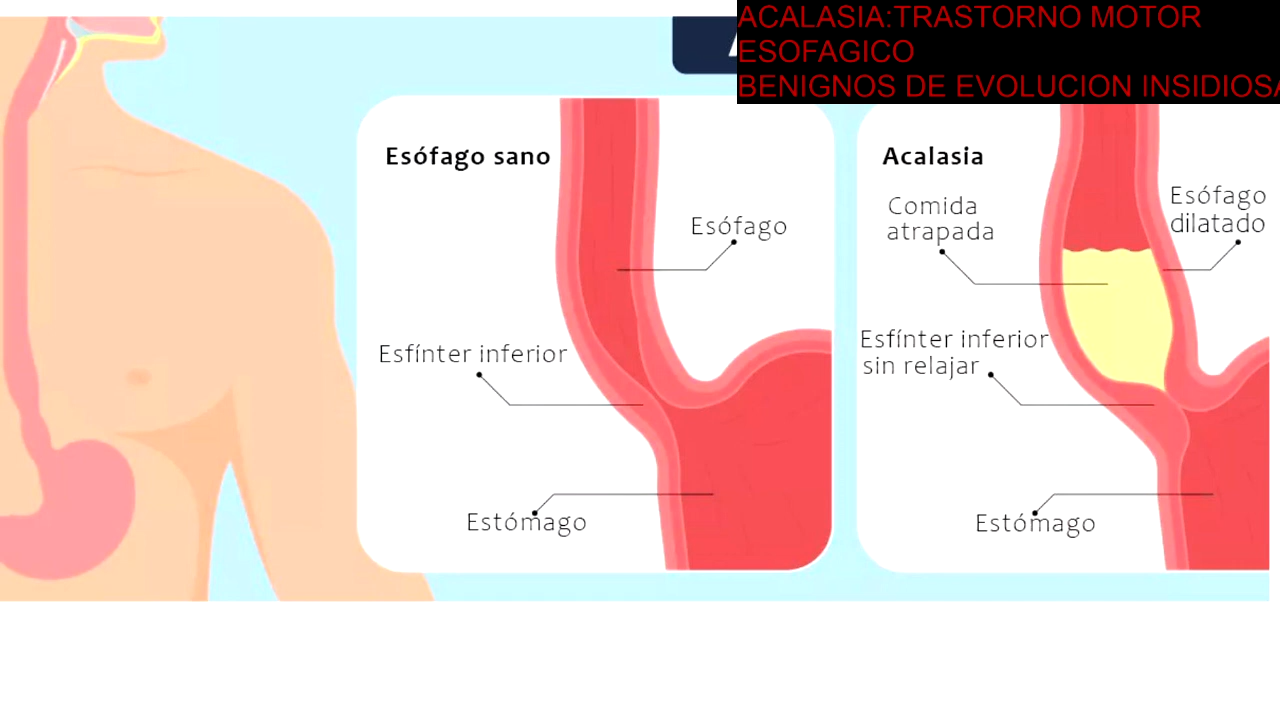 ACALASIA:TRASTORNO MOTOR
ESOFAGICO
BENIGNOS DE EVOLUCION INSIDIOSA
Esófago sano
Esófago
Esfínter inferior
Estómago
Acalasia
Comida
atrapada
Esófago
dilatado
Esfínter inferior
sin relajar
Estómago